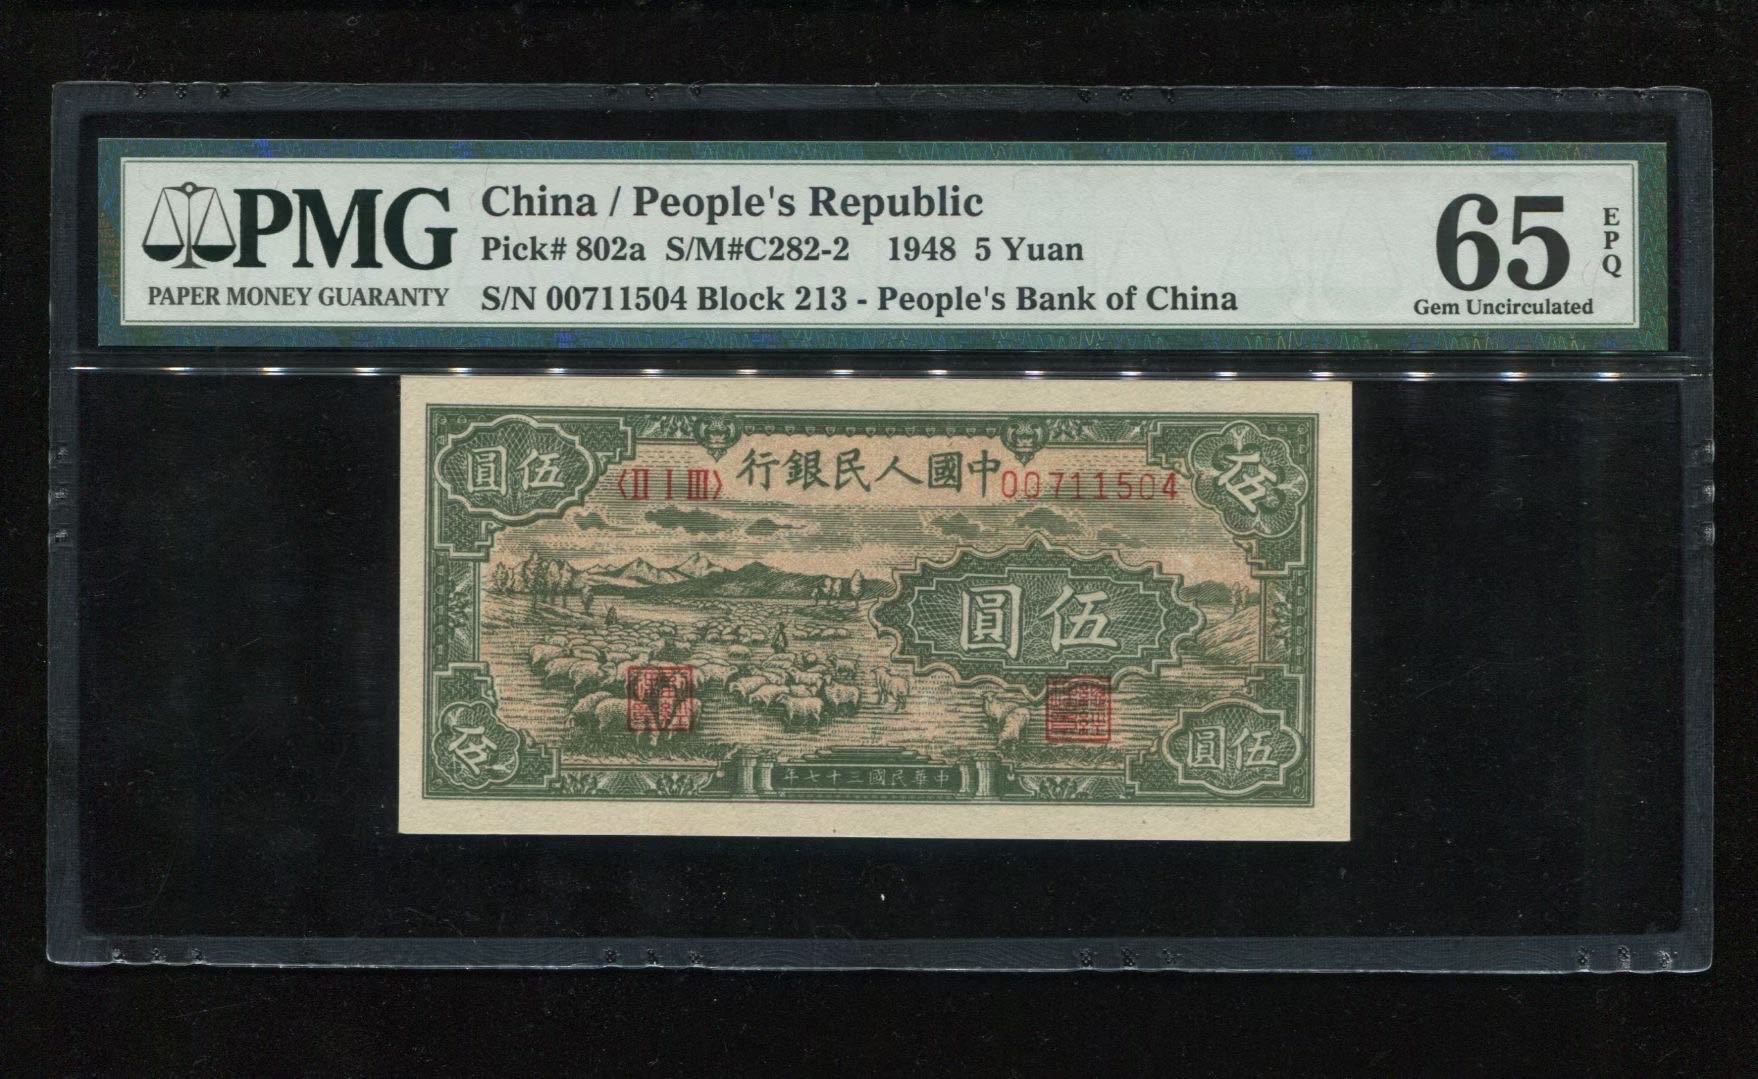 PMG
PAPER MONEY GUARANTY
China / People's Republic
Pick# 802a S/M#C282-2 1948 5 Yuan
S/N 00711504 Block 213 - People's Bank of China
65
EPQ
Gem Uncirculated
圓伍
〈II I III〉
行銀民人國中
00711504
伍
圓伍
伍
圓伍
年七十三國民華中